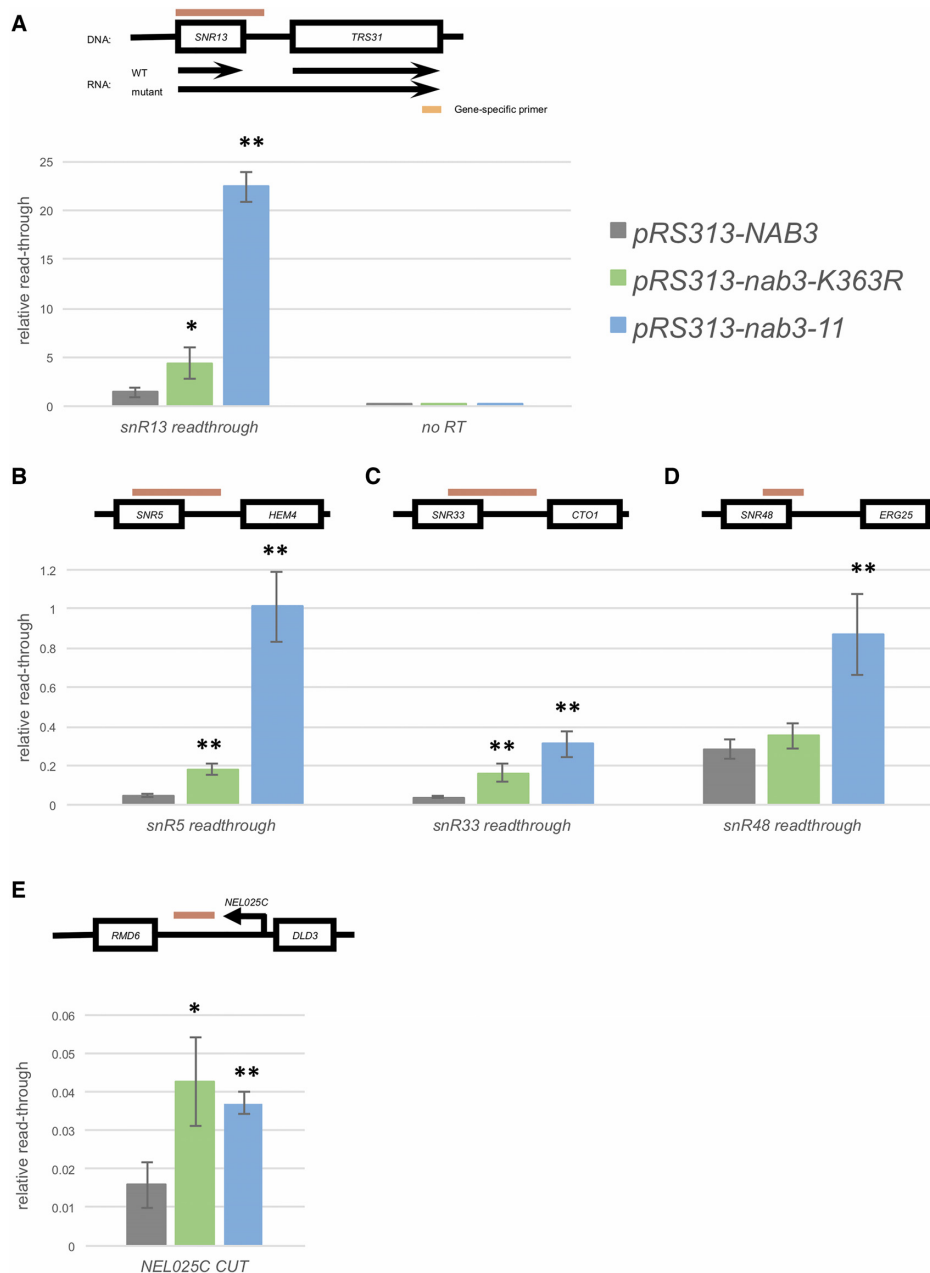 A
DNA:
SNR13
TRS31
RNA:
WT
mutant
Gene-specific primer
**
*
25
20
15
10
5
0
relative read-through
snR13 readthrough
no RT
pRS313-NAB3
pRS313-nab3-K363R
pRS313-nab3-11
B
SNR5
HEM4
C
SNR33
CTO1
D
SNR48
ERG25
**
**
**
**
**
1.2
1
0.8
0.6
0.4
0.2
0
relative read-through
snR5 readthrough
snR33 readthrough
snR48 readthrough
E
NEL025C
RMD6
DLD3
*
**
0.06
0.05
0.04
0.03
0.02
0.01
0
relative read-through
NEL025C CUT